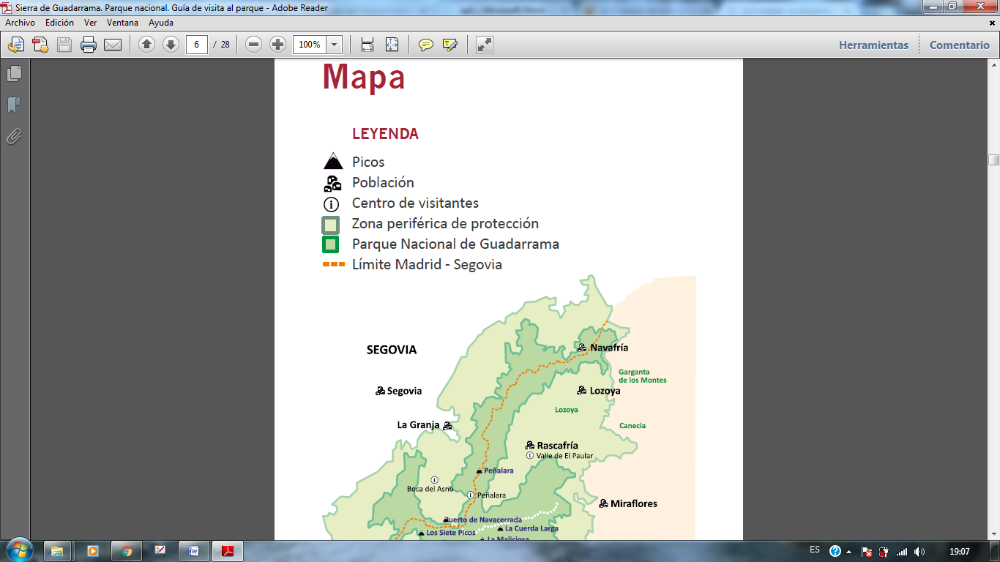 Sierra de Guadarrama. Parque nacional. Guía de visita al parque - Adobe Reader
Archivo Edición Ver Ventana Ayuda
6 / 28 100% Herramientas Comentario
Mapa
LEYENDA
Picos
Población
Centro de visitantes
Zona periférica de protección
Parque Nacional de Guadarrama
Límite Madrid - Segovia
SEGOVIA
Navafría
Garganta
de los Montes
Segovia
Lozoya
Lozoya
La Granja
Canecia
Rascafría
Valle de El Paular
Peñalara
Boca del Asno
Peñalara
Miraflores
Puerto de Navacerrada
La Cuerda Larga
Los Siete Picos
La Maliciosa
ES 19:07